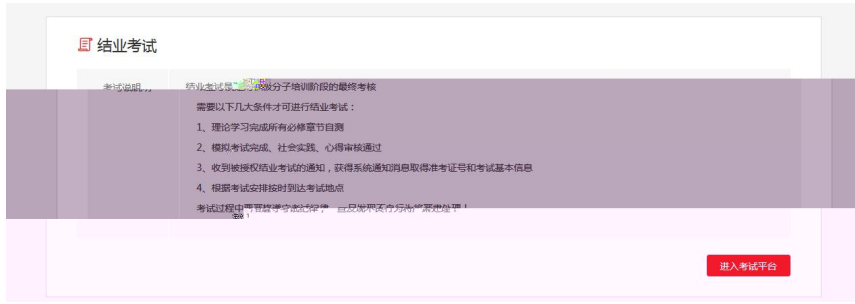 结业考试
考试说明
结业考试是 分子培训阶段的最终考核
需要以下几大条件才可进行结业考试：
1、理论学习完成所有必修章节自测
2、模拟考试完成、社会实践、心得审核通过
3、收到被授权结业考试的通知，获得系统通知消息取得准考证号和考试基本信息
4、根据考试安排按时到达考试地点
考试过程中
进入考试平台